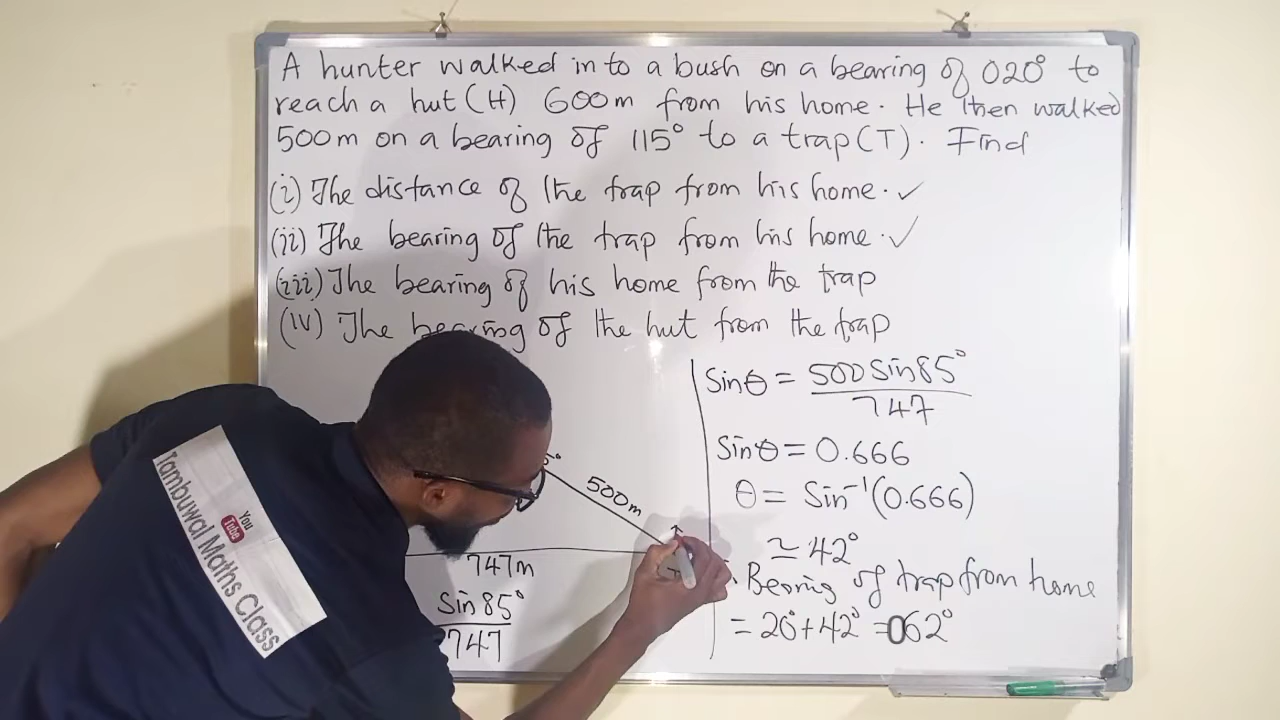 A hunter walked into a bush on a bearing of 020° to
reach a hut (H) 600m from his home. He then walked
500m on a bearing of 115° to a trap (T). Find
(i) The distance of the trap from his home. ✓
(ii) The bearing of the trap from his home. ✓
(iii) The bearing of his home from the trap
(iv) The bearing of the hut from the trap
Sinθ = 500Sin85°
747
Sinθ = 0.666
θ = Sin⁻¹(0.666)
≃ 42°
Bearing of trap from home
= 20°+42° = 062°
500m
747m
Sin85°
747
You
Tube
Tambuwal Maths Class